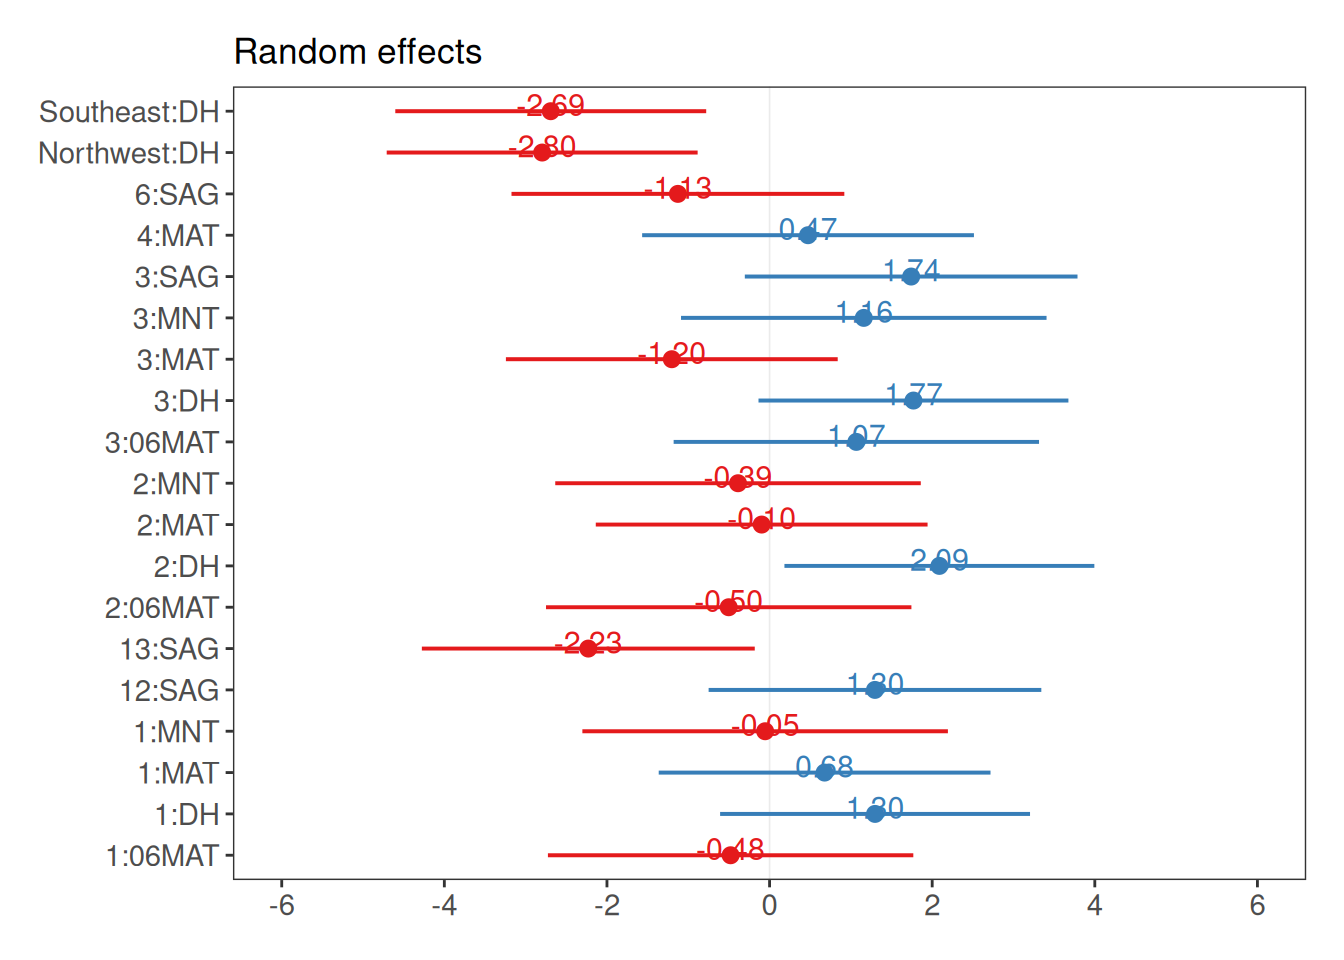 Random effects
Southeast:DH -2.69
Northwest:DH -2.80
6:SAG -1.13
4:MAT 0.47
3:SAG 1.74
3:MNT 1.16
3:MAT -1.20
3:DH 1.77
3:06MAT 1.07
2:MNT -0.39
2:MAT -0.10
2:DH 2.09
2:06MAT -0.50
13:SAG -2.23
12:SAG 1.30
1:MNT -0.05
1:MAT 0.68
1:DH 1.30
1:06MAT -0.48
-6 -4 -2 0 2 4 6